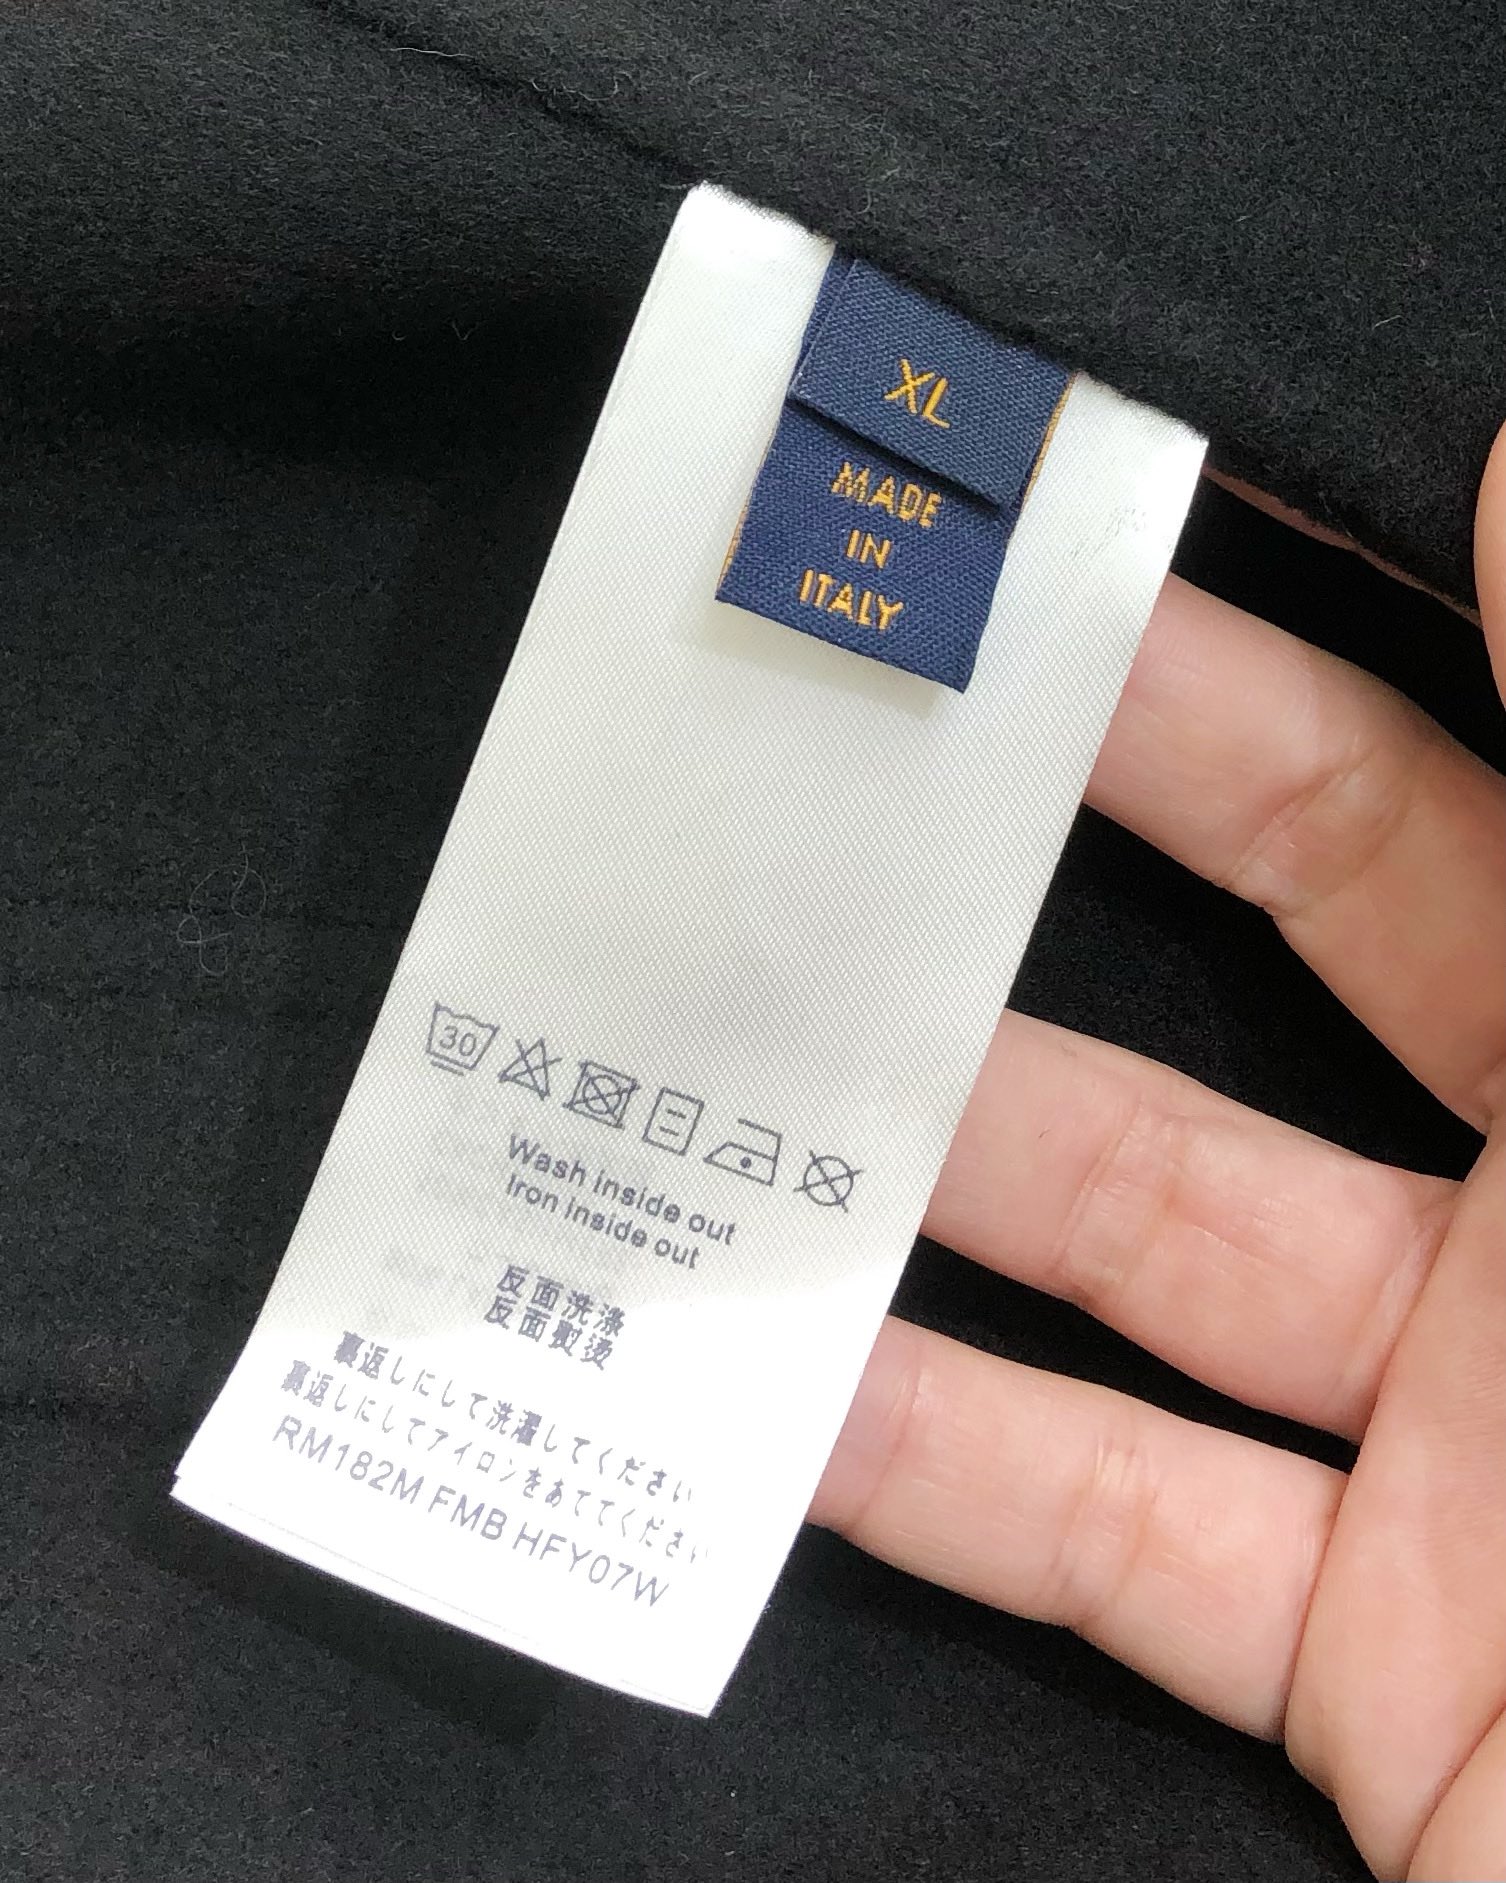 XL
MADE
IN
ITALY
30
Wash inside out
Iron inside out
反面洗涤
反面熨烫
裏返しにして洗濯してください
裏返しにしてアイロンをあててください
RM182M FMB HFY07W